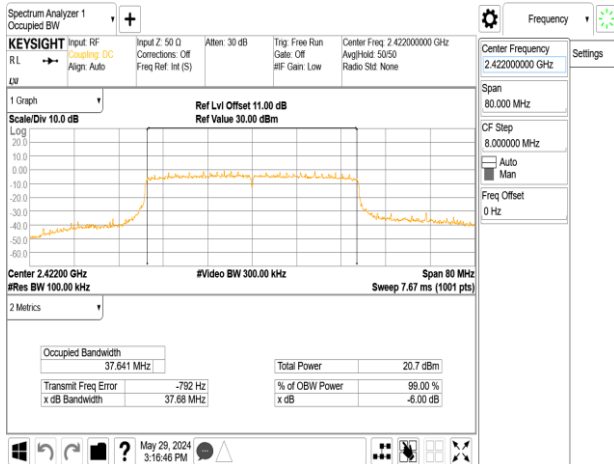 Spectrum Analyzer 1
Occupied BW
Frequency
KEYSIGHT
RL
Input: RF
Coupling: DC
Align: Auto
Input Z: 50 Ω
Corrections: Off
Freq Ref: Int (S)
Atten: 30 dB
Trig: Free Run
Gate: Off
#IF Gain: Low
Center Freq: 2.422000000 GHz
Avg|Hold: 50/50
Radio Std: None
Center Frequency
2.422000000 GHz
Settings
Span
80.000 MHz
CF Step
8.000000 MHz
Auto
Man
Freq Offset
0 Hz
1 Graph
Scale/Div 10.0 dB
Ref Lvl Offset 11.00 dB
Ref Value 30.00 dBm
Log
20.0
10.0
0.00
-10.0
-20.0
-30.0
-40.0
-50.0
-60.0
Center 2.42200 GHz
#Video BW 300.00 kHz
Span 80 MHz
#Res BW 100.00 kHz
Sweep 7.67 ms (1001 pts)
2 Metrics
Occupied Bandwidth
37.641 MHz
Total Power 20.7 dBm
Transmit Freq Error -792 Hz
% of OBW Power 99.00 %
x dB Bandwidth 37.68 MHz
x dB -6.00 dB
?
May 29, 2024
3:16:46 PM